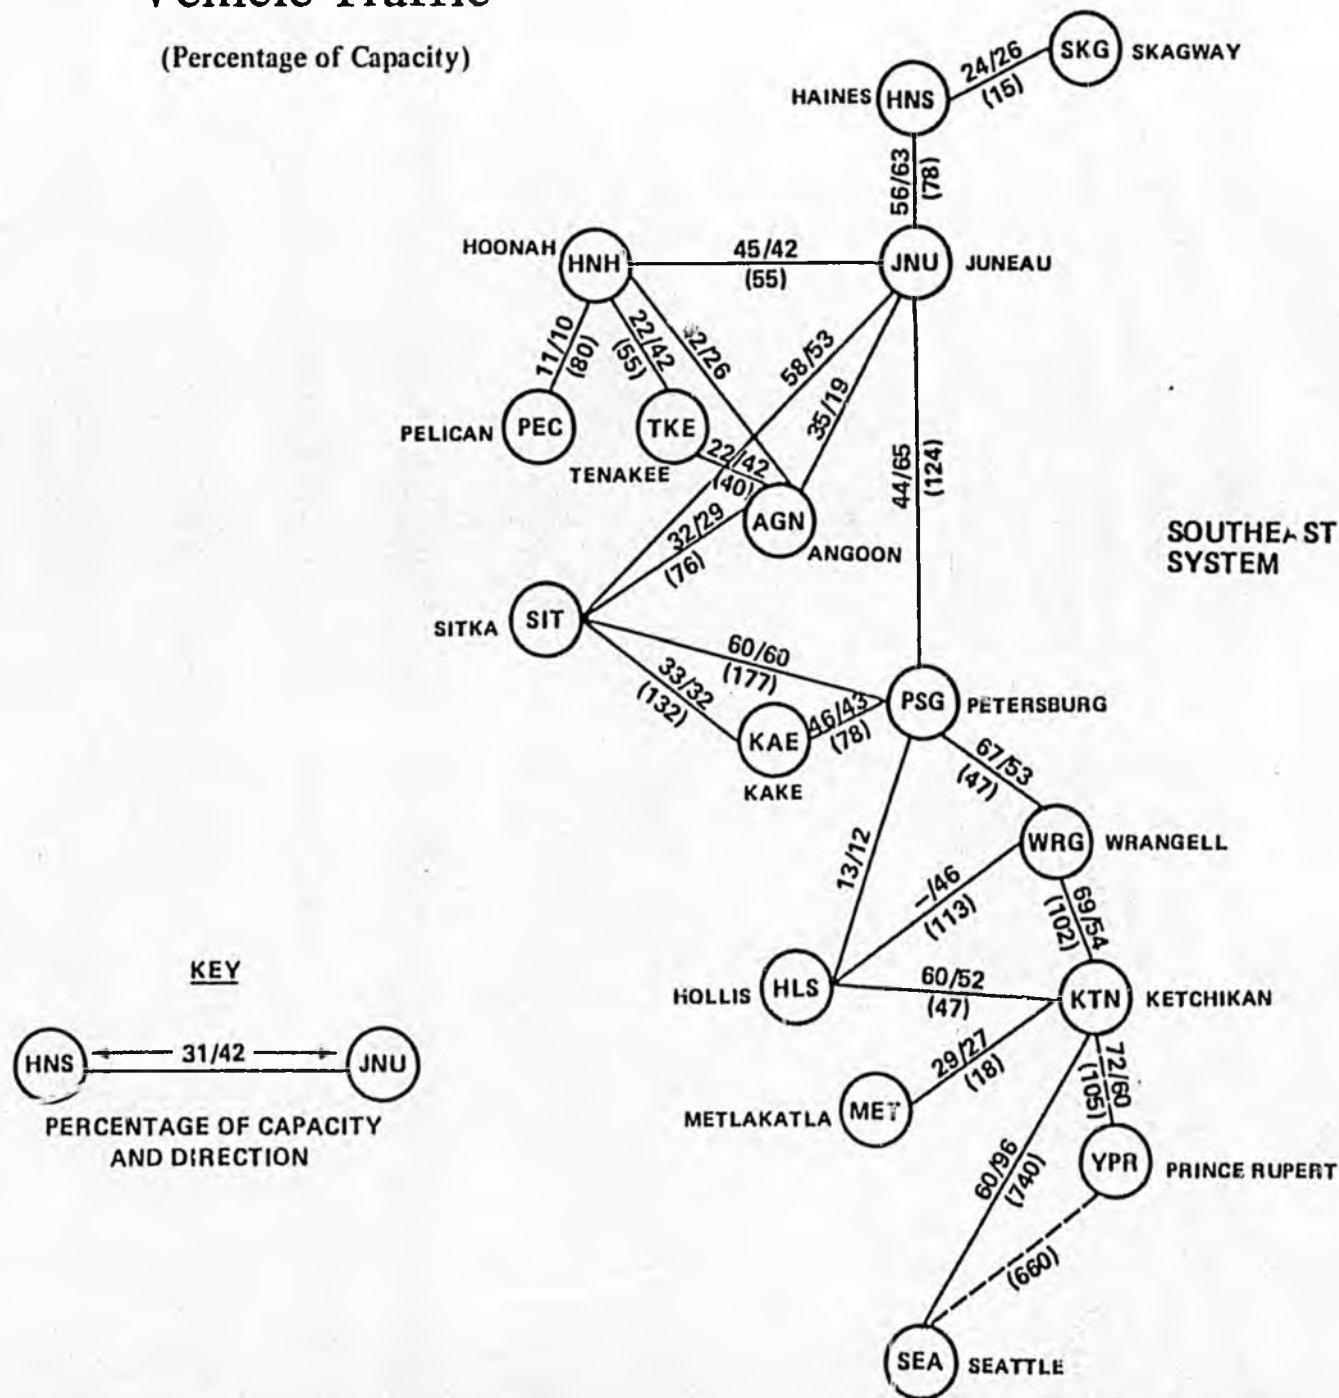 Vehicle Traffic
(Percentage of Capacity)
SKG SKAGWAY
24/26
(15)
HAINES HNS
56/63
(78)
HOONAH HNH
45/42
(55)
JNU JUNEAU
11/10
(80)
22/42
(55)
42/26
58/53
35/19
44/65
(124)
PELICAN PEC
TKE
TENAKEE
22/42
(40)
AGN
ANGOON
32/29
(76)
SOUTHEAST
SYSTEM
SITKA SIT
60/60
(177)
33/32
(132)
46/43
(78)
PSG PETERSBURG
KAE
KAKE
67/53
(47)
13/12
WRG WRANGELL
–/46
(113)
69/54
(102)
HOLLIS HLS
60/52
(47)
KTN KETCHIKAN
29/27
(18)
72/60
(105)
METLAKATLA MET
60/96
(740)
YPR PRINCE RUPERT
(660)
SEA SEATTLE
KEY
HNS 31/42 JNU
PERCENTAGE OF CAPACITY
AND DIRECTION